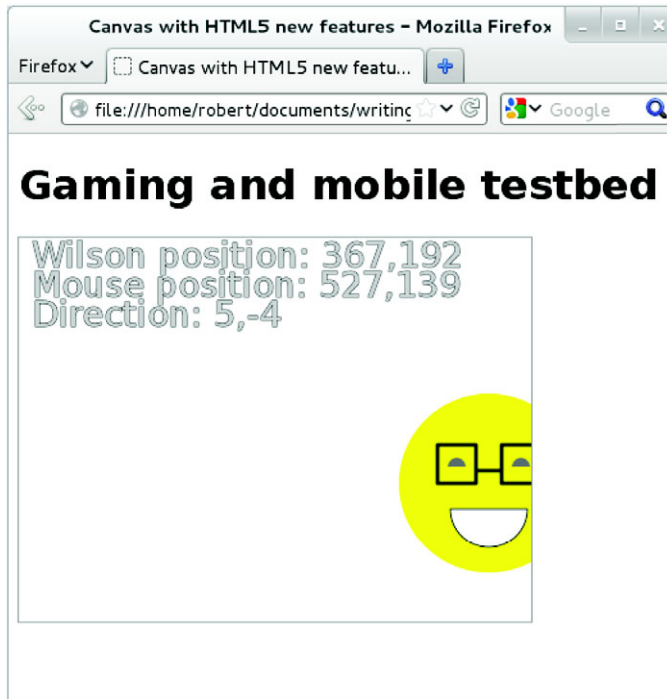 Canvas with HTML5 new features – Mozilla Firefox
Firefox
Canvas with HTML5 new featu...
file:///home/robert/documents/writing
Google
Gaming and mobile testbed
Wilson position: 367,192
Mouse position: 527,139
Direction: 5,-4